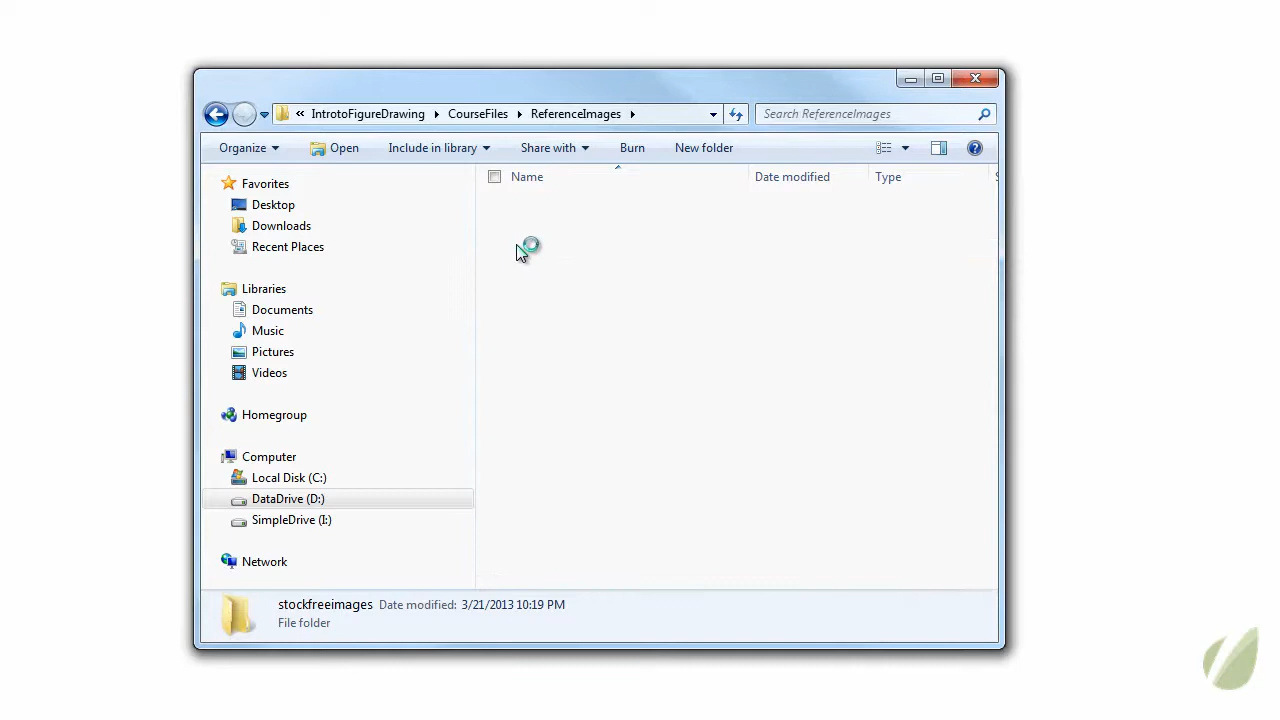 « IntrotoFigureDrawing CourseFiles ReferenceImages Search ReferenceImages
Organize Open Include in library Share with Burn New folder
Name Date modified Type S
Favorites
Desktop
Downloads
Recent Places
Libraries
Documents
Music
Pictures
Videos
Homegroup
Computer
Local Disk (C:)
DataDrive (D:)
SimpleDrive (I:)
Network
stockfreeimages Date modified: 3/21/2013 10:19 PM
File folder